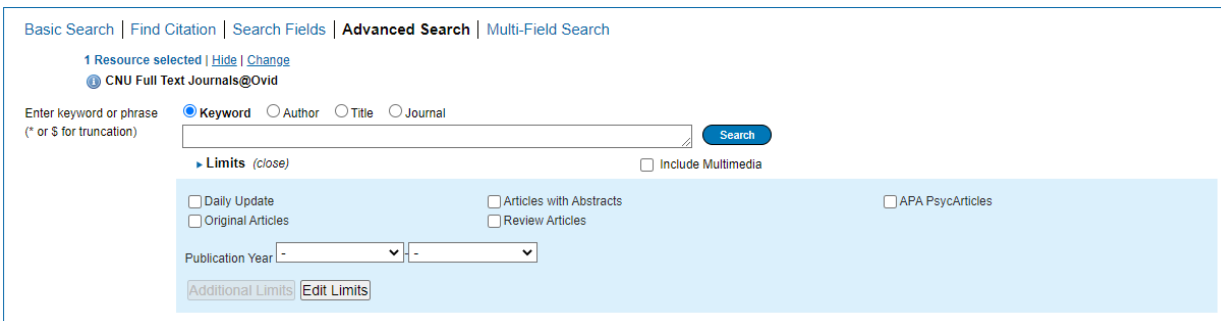 Basic Search | Find Citation | Search Fields | Advanced Search | Multi-Field Search
1 Resource selected | Hide | Change
CNU Full Text Journals@Ovid
Enter keyword or phrase
(* or $ for truncation)
Keyword Author Title Journal
Search
Limits (close) Include Multimedia
Daily Update Articles with Abstracts APA PsycArticles
Original Articles Review Articles
Publication Year - - -
Additional Limits Edit Limits